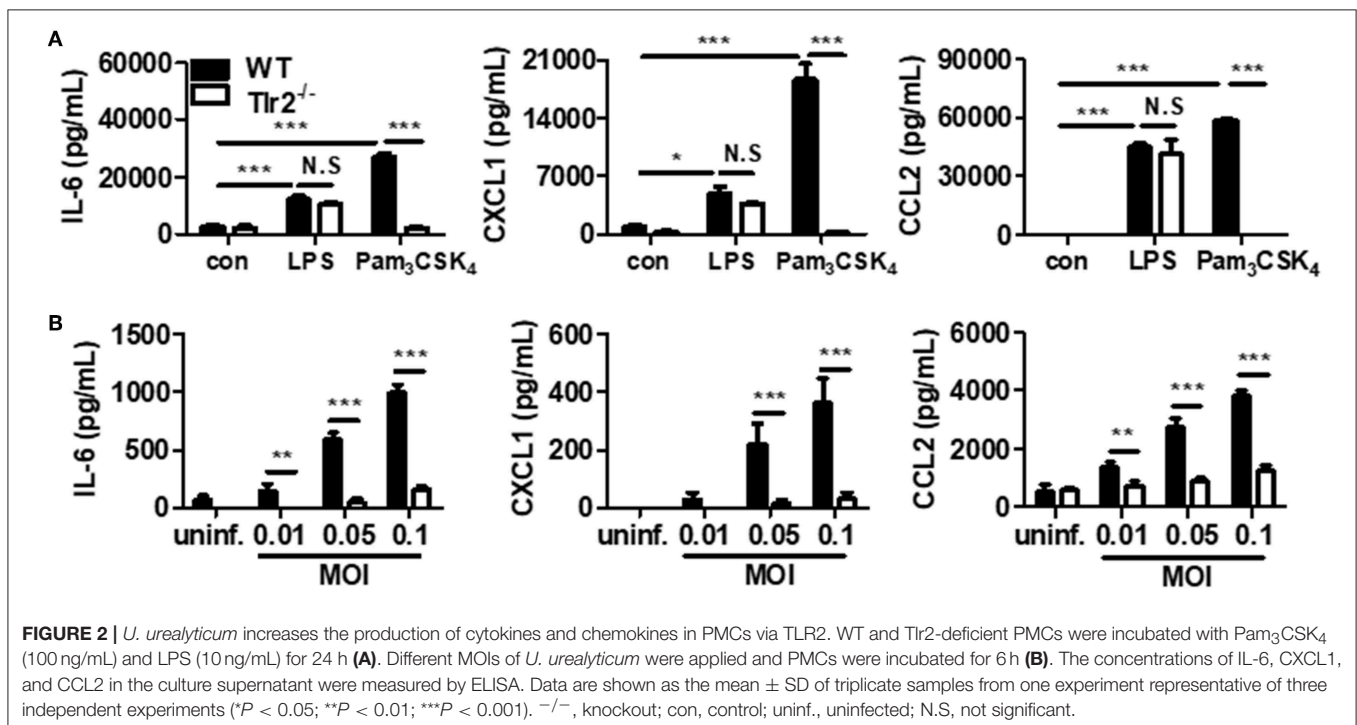 A
IL-6 (pg/mL)
60000
40000
20000
0
WT
Tlr2-/-
***
***
***
N.S
con LPS Pam3CSK4
CXCL1 (pg/mL)
21000
14000
7000
0
***
***
*
N.S
con LPS Pam3CSK4
CCL2 (pg/mL)
90000
60000
30000
0
***
***
***
N.S
con LPS Pam3CSK4
B
IL-6 (pg/mL)
1500
1000
500
0
**
***
***
uninf. 0.01 0.05 0.1
MOI
CXCL1 (pg/mL)
600
400
200
0
***
***
uninf. 0.01 0.05 0.1
MOI
CCL2 (pg/mL)
6000
4000
2000
0
**
***
***
uninf. 0.01 0.05 0.1
MOI
FIGURE 2 | U. urealyticum increases the production of cytokines and chemokines in PMCs via TLR2. WT and Tlr2-deficient PMCs were incubated with Pam3CSK4
(100 ng/mL) and LPS (10 ng/mL) for 24 h (A). Different MOIs of U. urealyticum were applied and PMCs were incubated for 6 h (B). The concentrations of IL-6, CXCL1,
and CCL2 in the culture supernatant were measured by ELISA. Data are shown as the mean ± SD of triplicate samples from one experiment representative of three
independent experiments (*P < 0.05; **P < 0.01; ***P < 0.001). −/−, knockout; con, control; uninf., uninfected; N.S, not significant.